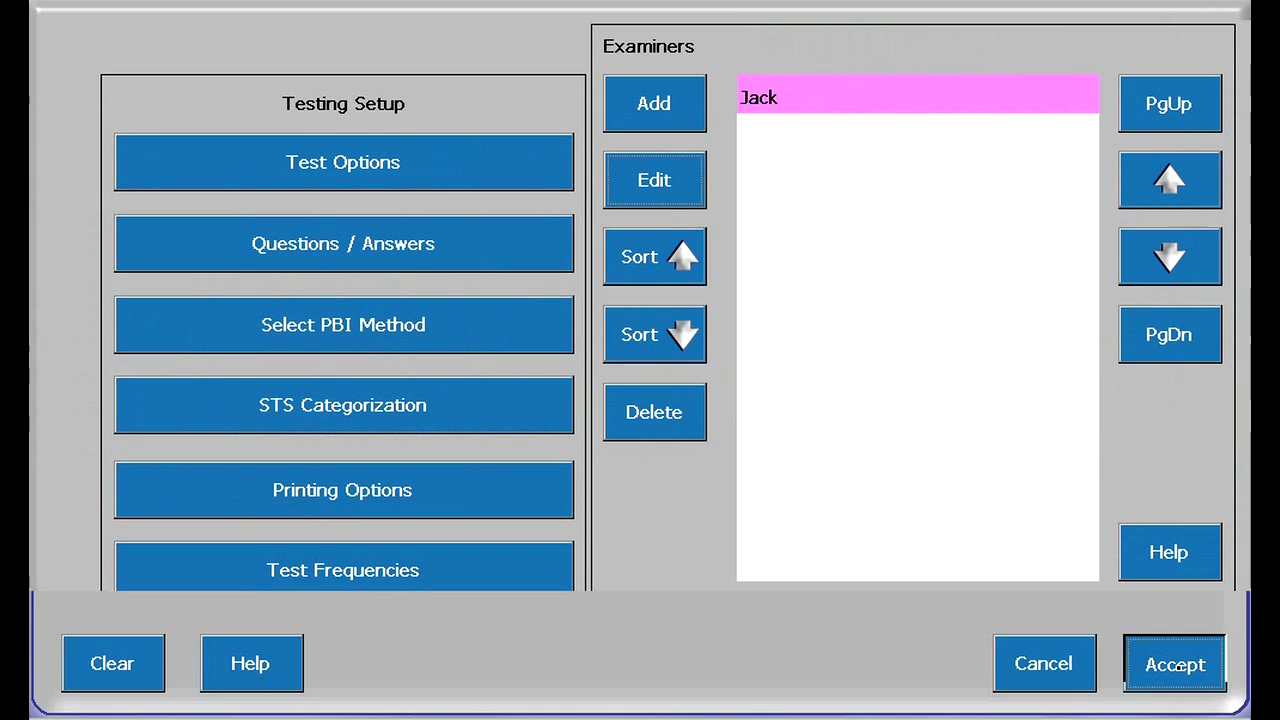 Examiners
Testing Setup
Test Options
Questions / Answers
Select PBI Method
STS Categorization
Printing Options
Test Frequencies
Add
Edit
Sort
Sort
Delete
Jack
PgUp
PgDn
Help
Clear
Help
Cancel
Accept